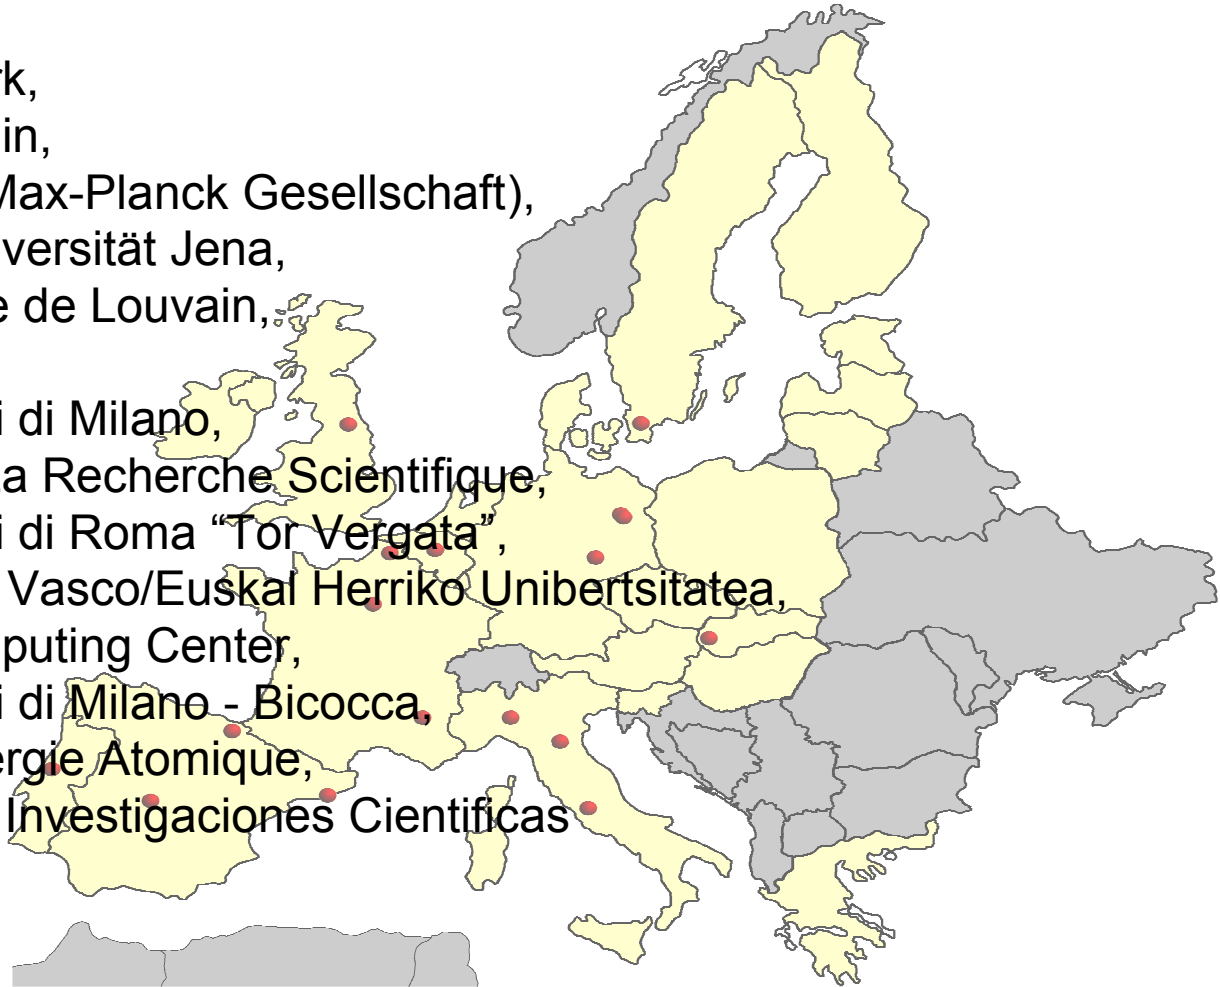 rk,
in,
Max-Planck Gesellschaft),
versität Jena,
e de Louvain,
i di Milano,
a Recherche Scientifique,
i di Roma “Tor Vergata”,
Vasco/Euskal Herriko Unibertsitatea,
puting Center,
i di Milano - Bicocca,
ergie Atomique,
Investigaciones Cientificas